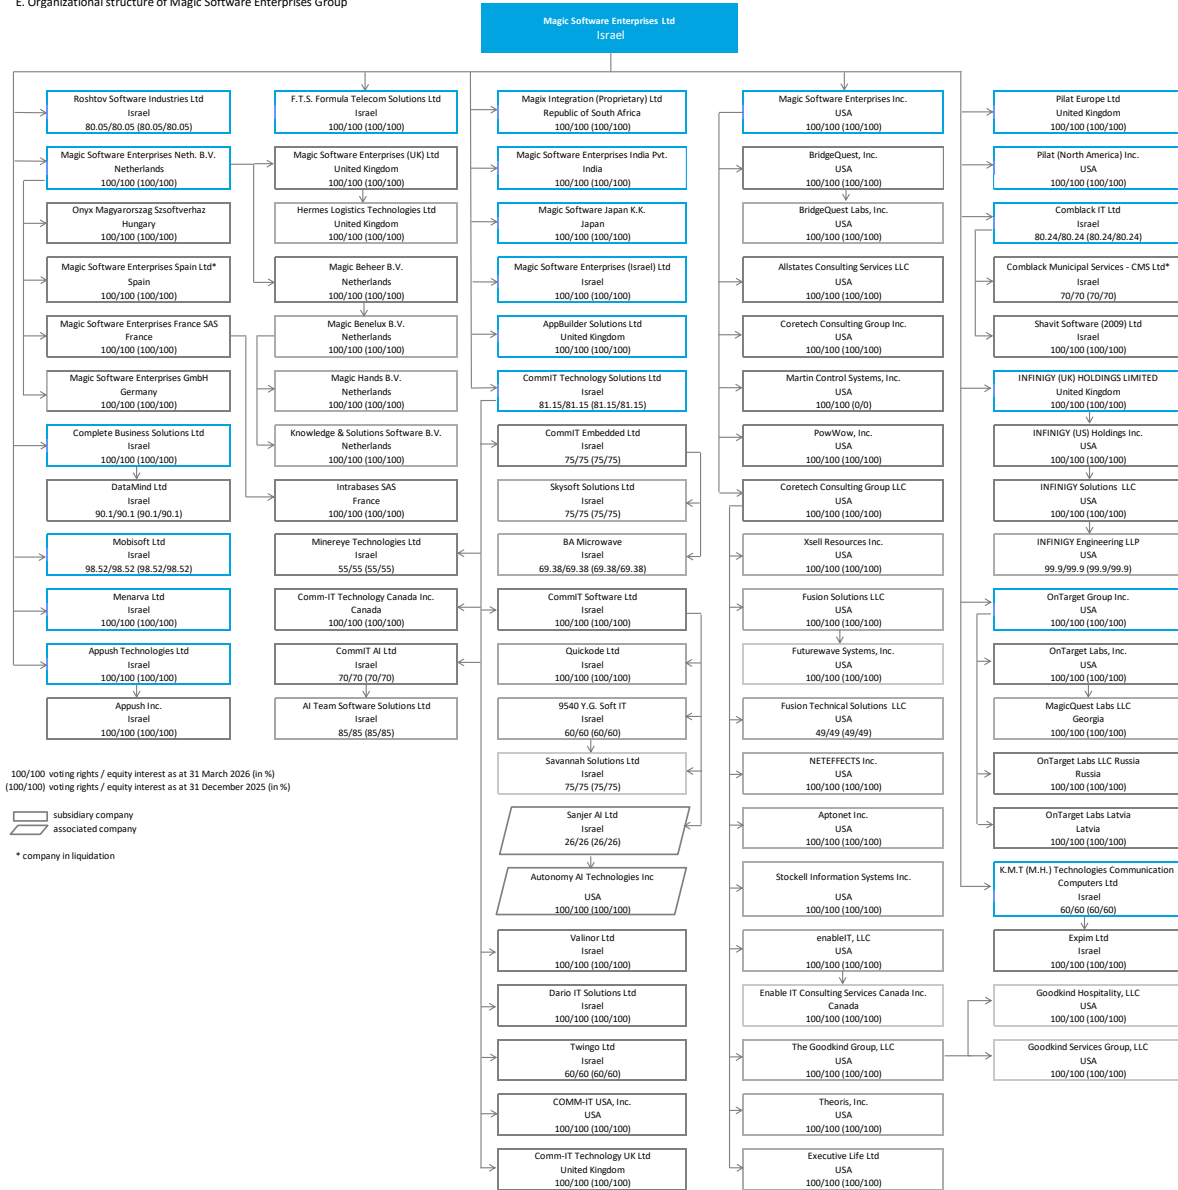 E. Organizational structure of Magic Software Enterprises Group
Magic Software Enterprises Ltd
Israel
Roshtov Software Industries Ltd
Israel
80.05/80.05 (80.05/80.05)
Magic Software Enterprises Neth. B.V.
Netherlands
100/100 (100/100)
Onyx Magyarorszag Szsoftverhaz
Hungary
100/100 (100/100)
Magic Software Enterprises Spain Ltd*
Spain
100/100 (100/100)
Magic Software Enterprises France SAS
France
100/100 (100/100)
Magic Software Enterprises GmbH
Germany
100/100 (100/100)
Complete Business Solutions Ltd
Israel
100/100 (100/100)
DataMind Ltd
Israel
90.1/90.1 (90.1/90.1)
Mobisoft Ltd
Israel
98.52/98.52 (98.52/98.52)
Menarva Ltd
Israel
100/100 (100/100)
Appush Technologies Ltd
Israel
100/100 (100/100)
Appush Inc.
Israel
100/100 (100/100)
F.T.S. Formula Telecom Solutions Ltd
Israel
100/100 (100/100)
Magic Software Enterprises (UK) Ltd
United Kingdom
100/100 (100/100)
Hermes Logistics Technologies Ltd
United Kingdom
100/100 (100/100)
Magic Beheer B.V.
Netherlands
100/100 (100/100)
Magic Benelux B.V.
Netherlands
100/100 (100/100)
Magic Hands B.V.
Netherlands
100/100 (100/100)
Knowledge & Solutions Software B.V.
Netherlands
100/100 (100/100)
Intrabases SAS
France
100/100 (100/100)
Minereye Technologies Ltd
Israel
55/55 (55/55)
Comm-IT Technology Canada Inc.
Canada
100/100 (100/100)
CommIT AI Ltd
Israel
70/70 (70/70)
AI Team Software Solutions Ltd
Israel
85/85 (85/85)
Magix Integration (Proprietary) Ltd
Republic of South Africa
100/100 (100/100)
Magic Software Enterprises India Pvt.
India
100/100 (100/100)
Magic Software Japan K.K.
Japan
100/100 (100/100)
Magic Software Enterprises (Israel) Ltd
Israel
100/100 (100/100)
AppBuilder Solutions Ltd
United Kingdom
100/100 (100/100)
CommIT Technology Solutions Ltd
Israel
81.15/81.15 (81.15/81.15)
CommIT Embedded Ltd
Israel
75/75 (75/75)
Skysoft Solutions Ltd
Israel
75/75 (75/75)
BA Microwave
Israel
69.38/69.38 (69.38/69.38)
CommIT Software Ltd
Israel
100/100 (100/100)
Quickode Ltd
Israel
100/100 (100/100)
9540 Y.G. Soft IT
Israel
60/60 (60/60)
Savannah Solutions Ltd
Israel
75/75 (75/75)
Sanjer AI Ltd
Israel
26/26 (26/26)
Autonomy AI Technologies Inc
USA
100/100 (100/100)
Valinor Ltd
Israel
100/100 (100/100)
Dario IT Solutions Ltd
Israel
100/100 (100/100)
Twingo Ltd
Israel
60/60 (60/60)
COMM-IT USA, Inc.
USA
100/100 (100/100)
Comm-IT Technology UK Ltd
United Kingdom
100/100 (100/100)
Magic Software Enterprises Inc.
USA
100/100 (100/100)
BridgeQuest, Inc.
USA
100/100 (100/100)
BridgeQuest Labs, Inc.
USA
100/100 (100/100)
Allstates Consulting Services LLC
USA
100/100 (100/100)
Coretech Consulting Group Inc.
USA
100/100 (100/100)
Martin Control Systems, Inc.
USA
100/100 (0/0)
PowWow, Inc.
USA
100/100 (100/100)
Coretech Consulting Group LLC
USA
100/100 (100/100)
Xsell Resources Inc.
USA
100/100 (100/100)
Fusion Solutions LLC
USA
100/100 (100/100)
Futurewave Systems, Inc.
USA
100/100 (100/100)
Fusion Technical Solutions LLC
USA
49/49 (49/49)
NETEFFECTS Inc.
USA
100/100 (100/100)
Aptonet Inc.
USA
100/100 (100/100)
Stockell Information Systems Inc.
USA
100/100 (100/100)
enableIT, LLC
USA
100/100 (100/100)
Enable IT Consulting Services Canada Inc.
Canada
100/100 (100/100)
The Goodkind Group, LLC
USA
100/100 (100/100)
Theoris, Inc.
USA
100/100 (100/100)
Executive Life Ltd
USA
100/100 (100/100)
Pilat Europe Ltd
United Kingdom
100/100 (100/100)
Pilat (North America) Inc.
USA
100/100 (100/100)
Comblack IT Ltd
Israel
80.24/80.24 (80.24/80.24)
Comblack Municipal Services - CMS Ltd*
Israel
70/70 (70/70)
Shavit Software (2009) Ltd
Israel
100/100 (100/100)
INFINIGY (UK) HOLDINGS LIMITED
United Kingdom
100/100 (100/100)
INFINIGY (US) Holdings Inc.
USA
100/100 (100/100)
INFINIGY Solutions LLC
USA
100/100 (100/100)
INFINIGY Engineering LLP
USA
99.9/99.9 (99.9/99.9)
OnTarget Group Inc.
USA
100/100 (100/100)
OnTarget Labs, Inc.
USA
100/100 (100/100)
MagicQuest Labs LLC
Georgia
100/100 (100/100)
OnTarget Labs LLC Russia
Russia
100/100 (100/100)
OnTarget Labs Latvia
Latvia
100/100 (100/100)
K.M.T (M.H.) Technologies Communication
Computers Ltd
Israel
60/60 (60/60)
Expim Ltd
Israel
100/100 (100/100)
Goodkind Hospitality, LLC
USA
100/100 (100/100)
Goodkind Services Group, LLC
USA
100/100 (100/100)
100/100 voting rights / equity interest as at 31 March 2026 (in %)
(100/100) voting rights / equity interest as at 31 December 2025 (in %)
subsidiary company
associated company
* company in liquidation